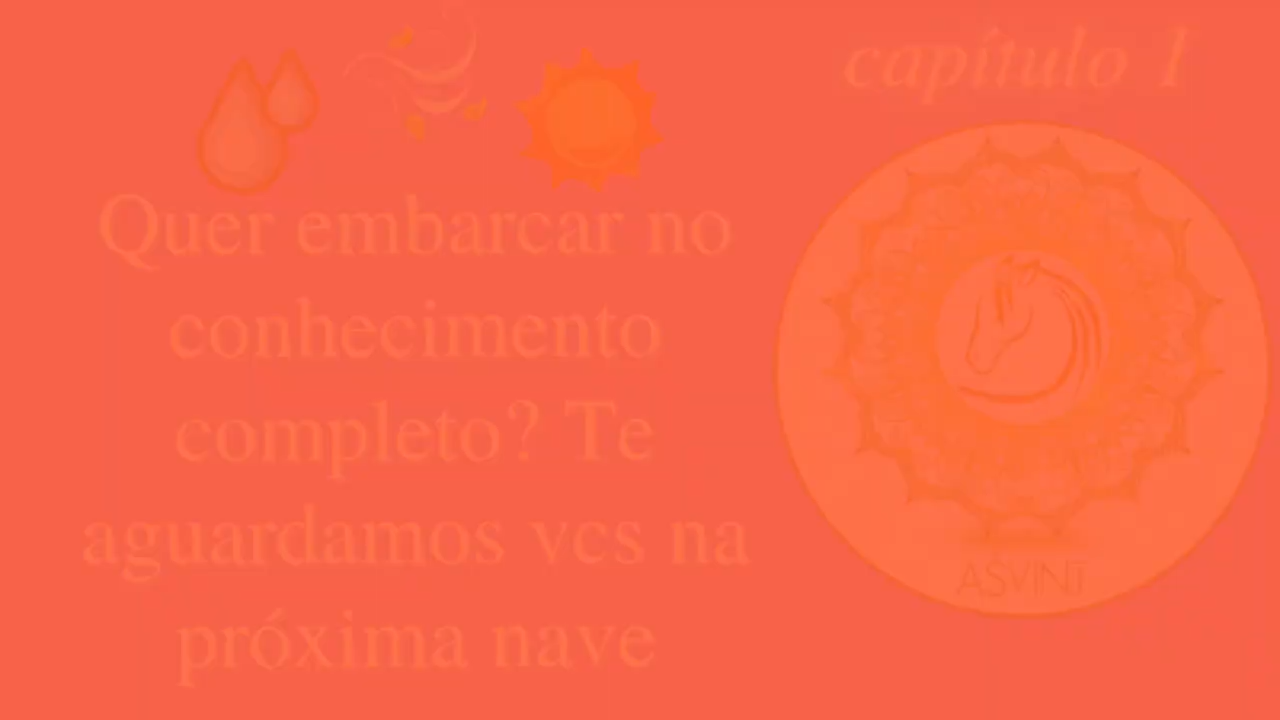 capítulo 1
Quer embarcar no
conhecimento
completo? Te
aguardamos vcs na
próxima nave
ASVINI